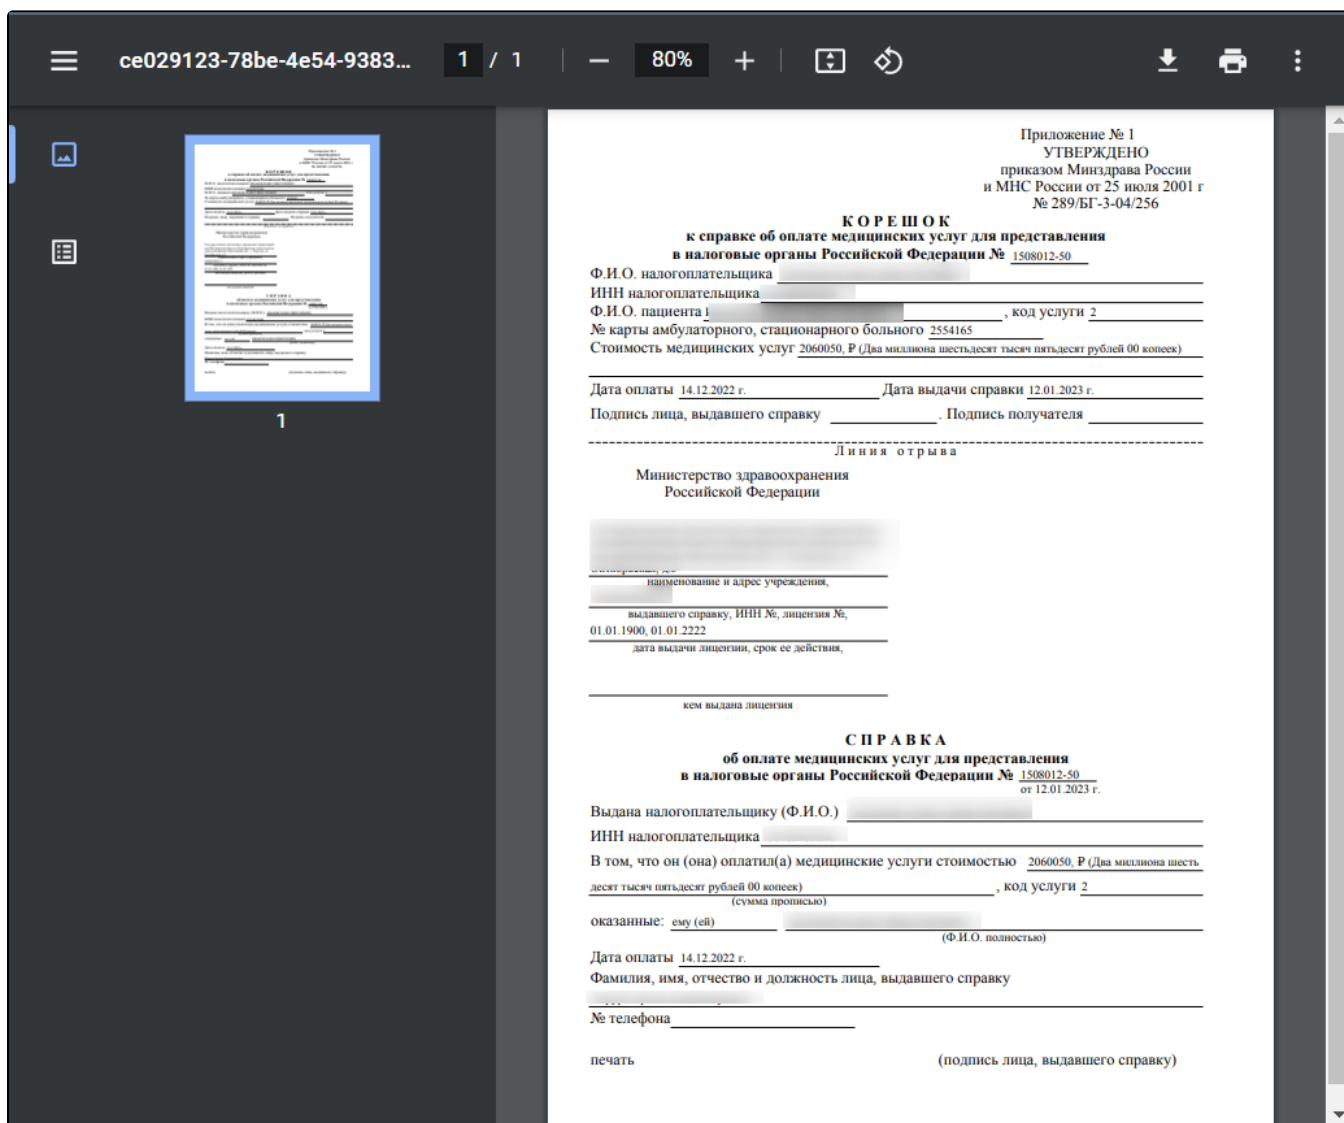 ce029123-78be-4e54-9383... 1 / 1 80%
1
Приложение № 1
УТВЕРЖДЕНО
приказом Минздрава России
и МНС России от 25 июля 2001 г
№ 289/БГ-3-04/256
К О Р Е Ш О К
к справке об оплате медицинских услуг для представления
в налоговые органы Российской Федерации № 1508012-50
Ф.И.О. налогоплательщика
ИНН налогоплательщика
Ф.И.О. пациента , код услуги 2
№ карты амбулаторного, стационарного больного 2554165
Стоимость медицинских услуг 2060050, ₽ (Два миллиона шестьдесят тысяч пятьдесят рублей 00 копеек)
Дата оплаты 14.12.2022 г. Дата выдачи справки 12.01.2023 г.
Подпись лица, выдавшего справку . Подпись получателя
Линия отрыва
Министерство здравоохранения
Российской Федерации
наименование и адрес учреждения,
выдавшего справку, ИНН №, лицензия №,
01.01.1900, 01.01.2222
дата выдачи лицензии, срок ее действия,
кем выдана лицензия
С П Р А В К А
об оплате медицинских услуг для представления
в налоговые органы Российской Федерации № 1508012-50
от 12.01.2023 г.
Выдана налогоплательщику (Ф.И.О.)
ИНН налогоплательщика
В том, что он (она) оплатил(а) медицинские услуги стоимостью 2060050, ₽ (Два миллиона шесть
десят тысяч пятьдесят рублей 00 копеек) , код услуги 2
(сумма прописью)
оказанные: ему (ей)
(Ф.И.О. полностью)
Дата оплаты 14.12.2022 г.
Фамилия, имя, отчество и должность лица, выдавшего справку
№ телефона
печать (подпись лица, выдавшего справку)